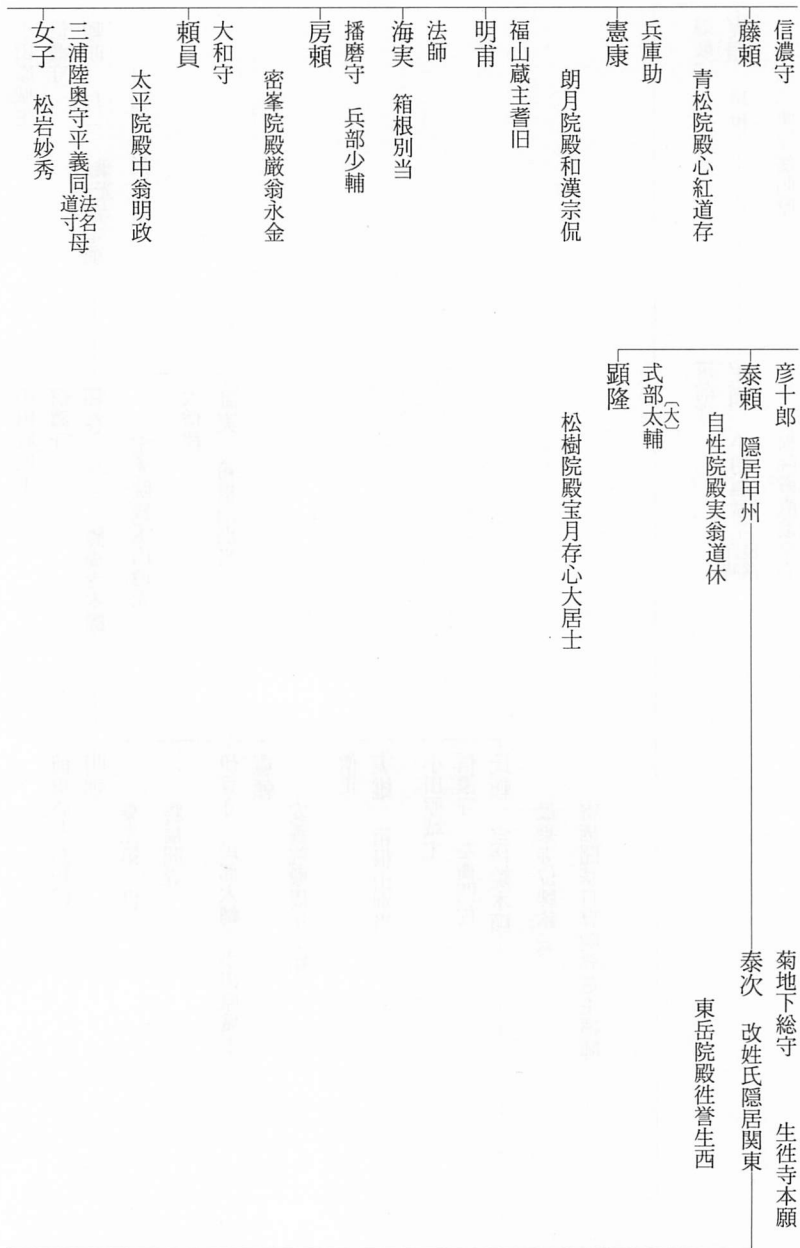 信濃守
藤頼
青松院殿心紅道存
兵庫助
憲康
朗月院殿和漢宗侃
福山蔵主耆旧
明甫
法師
海実　箱根別当
播磨守　兵部少輔
房頼
密峯院殿厳翁永金
大和守
頼員
太平院殿中翁明政
三浦陸奥守平義同法名道寸母
女子　松岩妙秀
彦十郎
泰頼　隠居甲州
自性院殿実翁道休
式部太〔大〕輔
顕隆
松樹院殿宝月存心大居士
菊地下総守　生徃寺本願
泰次　改姓氏隠居関東
東岳院殿徃誉生西